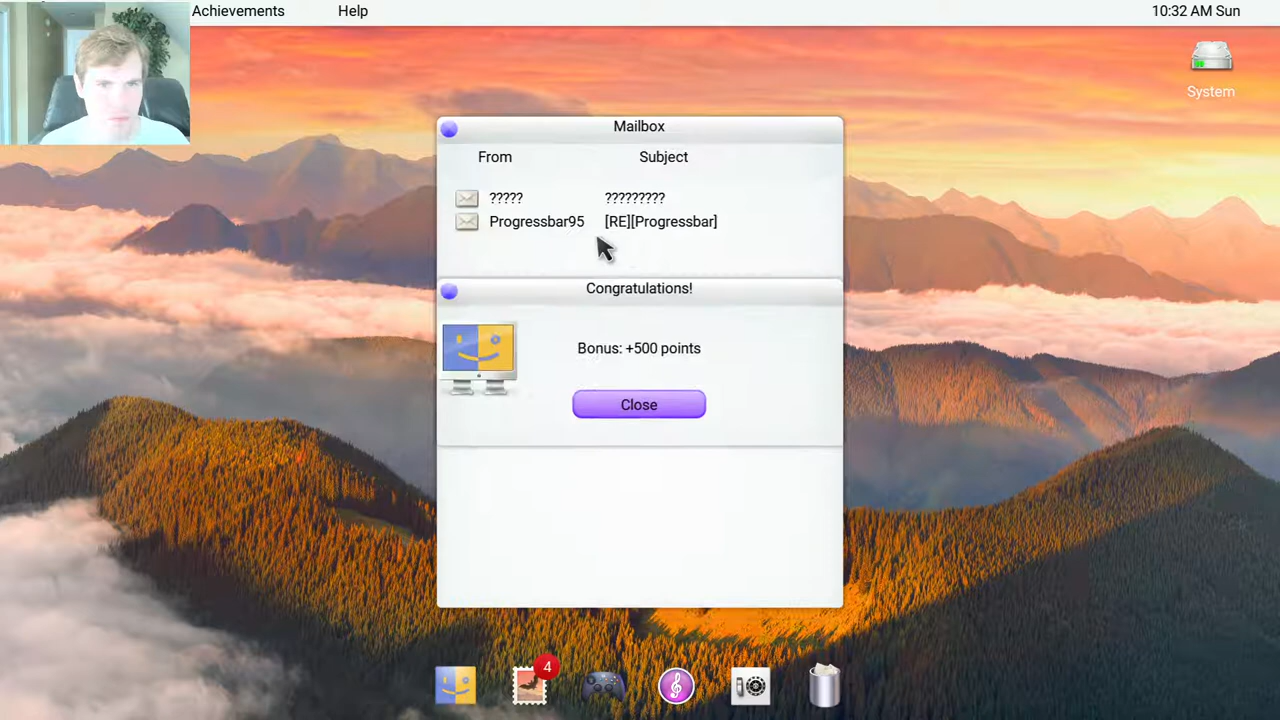 Achievements Help 10:32 AM Sun
System
Mailbox
From Subject
????? ?????????
Progressbar95 [RE][Progressbar]
Congratulations!
Bonus: +500 points
Close
4